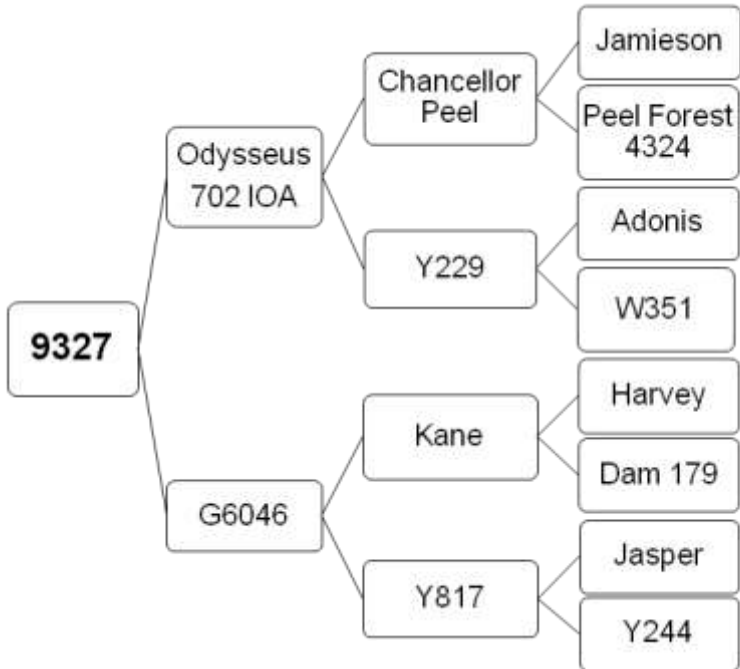 Jamieson
Chancellor
Peel
Peel Forest
4324
Odysseus
702 IOA
Adonis
Y229
W351
9327
Harvey
Kane
Dam 179
G6046
Jasper
Y817
Y244